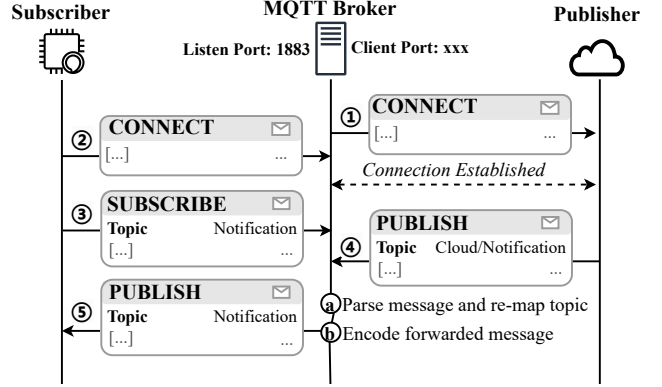 Subscriber
MQTT Broker
Publisher
Listen Port: 1883
Client Port: xxx
① CONNECT
[...] ...
② CONNECT
[...] ...
Connection Established
③ SUBSCRIBE
Topic Notification
[...] ...
④ PUBLISH
Topic Cloud/Notification
[...] ...
⑤ PUBLISH
Topic Notification
[...] ...
ⓐ Parse message and re-map topic
ⓑ Encode forwarded message